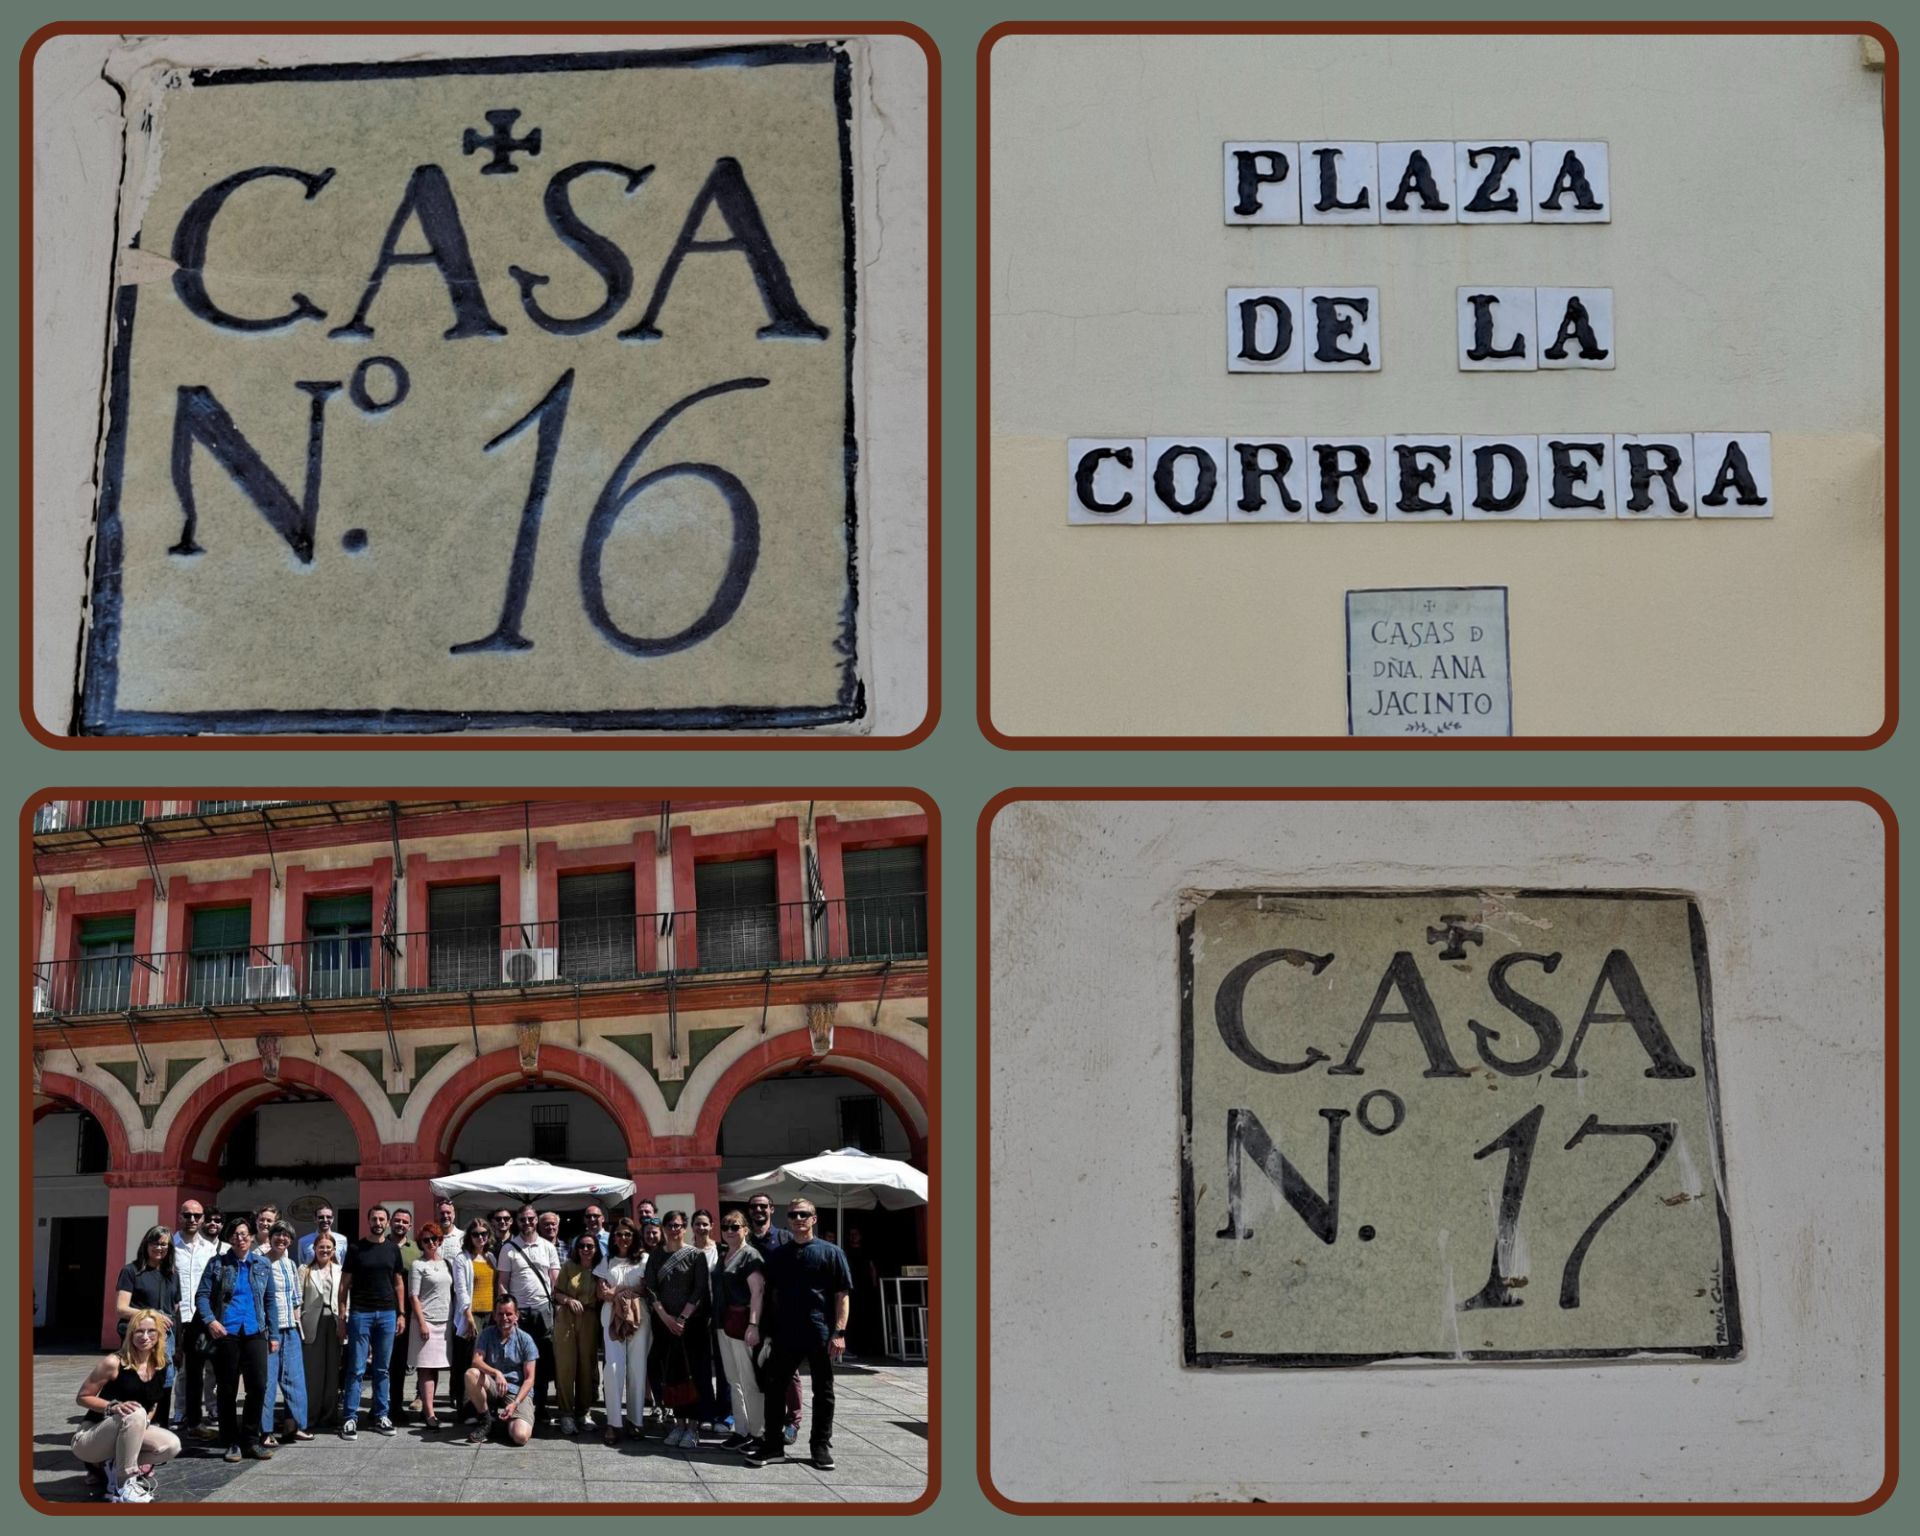 CASA
Nº. 16
PLAZA
DE LA
CORREDERA
CASAS D
DÑA. ANA
JACINTO
CASA
Nº. 17